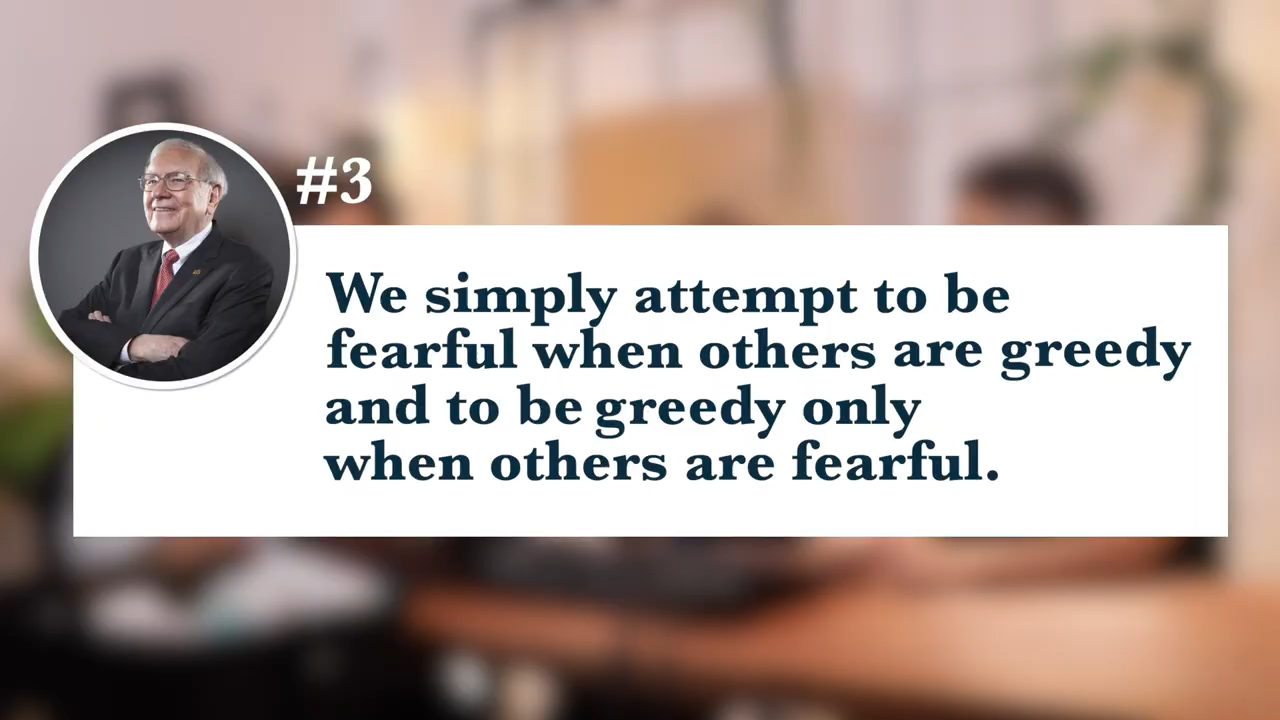 #3
We simply attempt to be
fearful when others are greedy
and to be greedy only
when others are fearful.